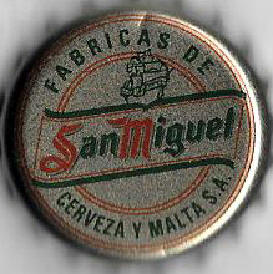 FABRICAS DE
San Miguel
CERVEZA Y MALTA S.A.